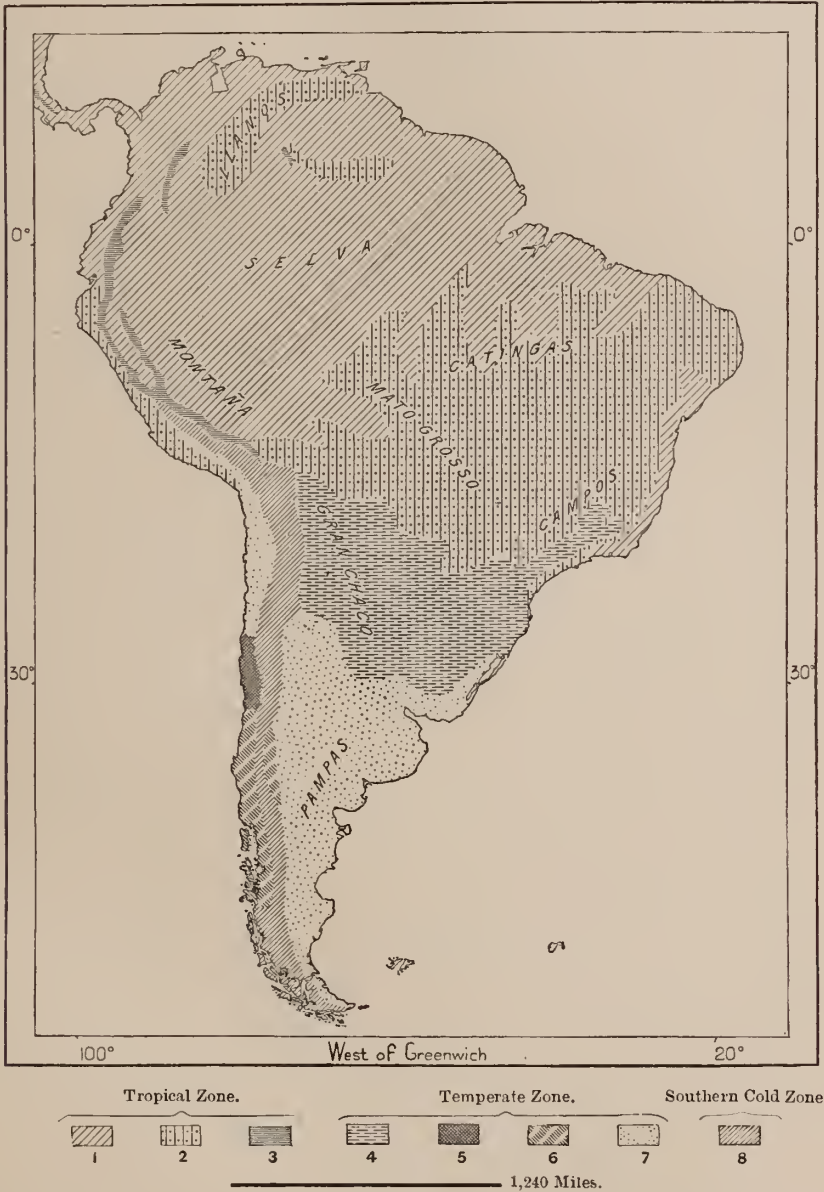 LLANOS
0°
0°
SELVA
MONTAÑA
CATINGAS
MATO GROSSO
CAMPOS
GRAN CHACO
30°
30°
PAMPAS
100°
West of Greenwich
20°
Tropical Zone.
Temperate Zone.
Southern Cold Zone
1
2
3
4
5
6
7
8
1,240 Miles.